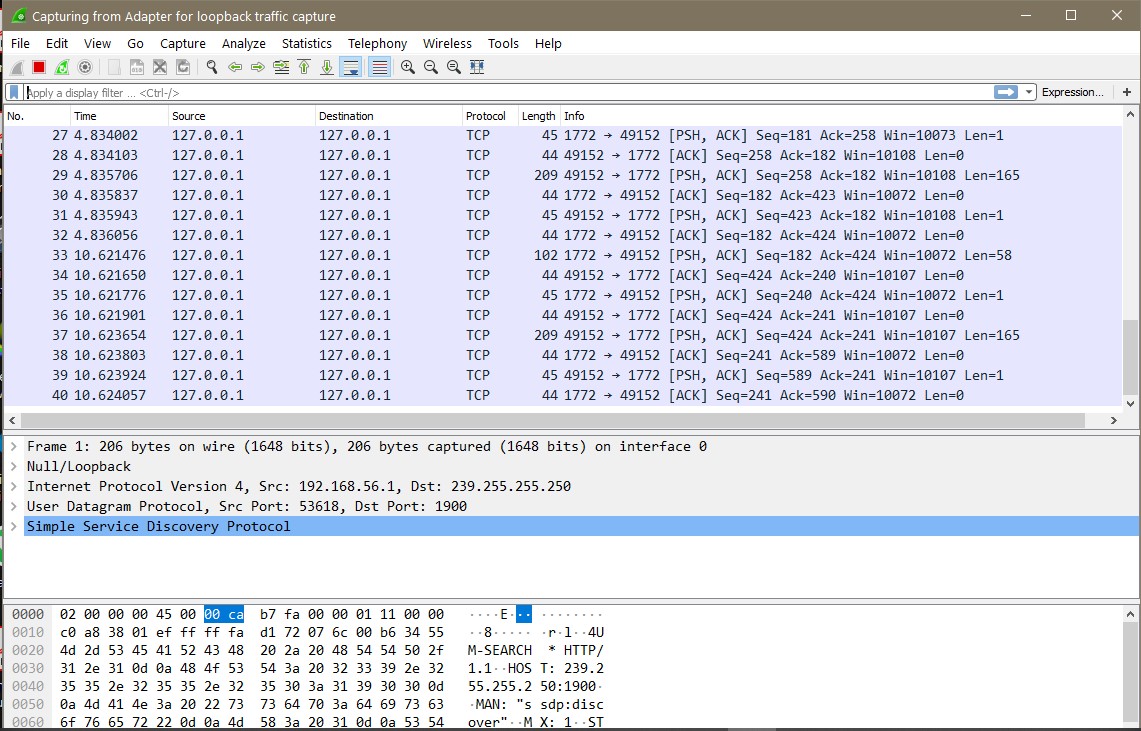 Capturing from Adapter for loopback traffic capture
File Edit View Go Capture Analyze Statistics Telephony Wireless Tools Help
Apply a display filter ... <Ctrl-/> Expression... +
No. Time Source Destination Protocol Length Info
27 4.834002 127.0.0.1 127.0.0.1 TCP 45 1772 → 49152 [PSH, ACK] Seq=181 Ack=258 Win=10073 Len=1
28 4.834103 127.0.0.1 127.0.0.1 TCP 44 49152 → 1772 [ACK] Seq=258 Ack=182 Win=10108 Len=0
29 4.835706 127.0.0.1 127.0.0.1 TCP 209 49152 → 1772 [PSH, ACK] Seq=258 Ack=182 Win=10108 Len=165
30 4.835837 127.0.0.1 127.0.0.1 TCP 44 1772 → 49152 [ACK] Seq=182 Ack=423 Win=10072 Len=0
31 4.835943 127.0.0.1 127.0.0.1 TCP 45 49152 → 1772 [PSH, ACK] Seq=423 Ack=182 Win=10108 Len=1
32 4.836056 127.0.0.1 127.0.0.1 TCP 44 1772 → 49152 [ACK] Seq=182 Ack=424 Win=10072 Len=0
33 10.621476 127.0.0.1 127.0.0.1 TCP 102 1772 → 49152 [PSH, ACK] Seq=182 Ack=424 Win=10072 Len=58
34 10.621650 127.0.0.1 127.0.0.1 TCP 44 49152 → 1772 [ACK] Seq=424 Ack=240 Win=10107 Len=0
35 10.621776 127.0.0.1 127.0.0.1 TCP 45 1772 → 49152 [PSH, ACK] Seq=240 Ack=424 Win=10072 Len=1
36 10.621901 127.0.0.1 127.0.0.1 TCP 44 49152 → 1772 [ACK] Seq=424 Ack=241 Win=10107 Len=0
37 10.623654 127.0.0.1 127.0.0.1 TCP 209 49152 → 1772 [PSH, ACK] Seq=424 Ack=241 Win=10107 Len=165
38 10.623803 127.0.0.1 127.0.0.1 TCP 44 1772 → 49152 [ACK] Seq=241 Ack=589 Win=10072 Len=0
39 10.623924 127.0.0.1 127.0.0.1 TCP 45 49152 → 1772 [PSH, ACK] Seq=589 Ack=241 Win=10107 Len=1
40 10.624057 127.0.0.1 127.0.0.1 TCP 44 1772 → 49152 [ACK] Seq=241 Ack=590 Win=10072 Len=0
Frame 1: 206 bytes on wire (1648 bits), 206 bytes captured (1648 bits) on interface 0
Null/Loopback
Internet Protocol Version 4, Src: 192.168.56.1, Dst: 239.255.255.250
User Datagram Protocol, Src Port: 53618, Dst Port: 1900
Simple Service Discovery Protocol
0000 02 00 00 00 45 00 00 ca b7 fa 00 00 01 11 00 00 ····E··· ········
0010 c0 a8 38 01 ef ff ff fa d1 72 07 6c 00 b6 34 55 ··8····· ·r·l··4U
0020 4d 2d 53 45 41 52 43 48 20 2a 20 48 54 54 50 2f M-SEARCH * HTTP/
0030 31 2e 31 0d 0a 48 4f 53 54 3a 20 32 33 39 2e 32 1.1··HOS T: 239.2
0040 35 35 2e 32 35 35 2e 32 35 30 3a 31 39 30 30 0d 55.255.2 50:1900·
0050 0a 4d 41 4e 3a 20 22 73 73 64 70 3a 64 69 73 63 ·MAN: "s sdp:disc
0060 6f 76 65 72 22 0d 0a 4d 58 3a 20 31 0d 0a 53 54 over"··M X: 1··ST